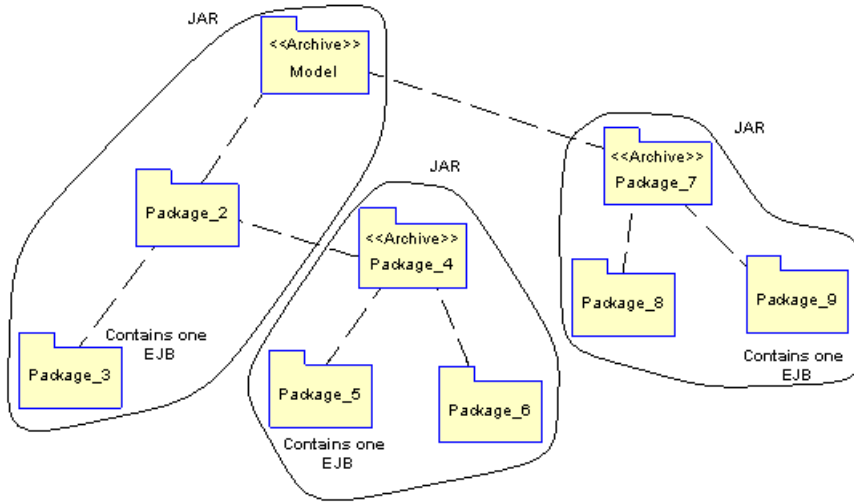 JAR
<<Archive>>
Model
JAR
<<Archive>>
Package_7
JAR
Package_2
<<Archive>>
Package_4
Package_8
Package_9
Contains one
EJB
Package_3
Contains one
EJB
Package_5
Package_6
Contains one
EJB